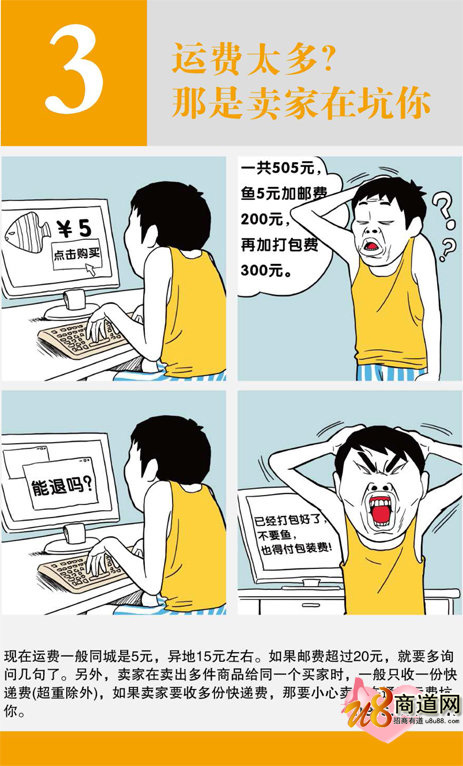 3
运费太多?
那是卖家在坑你
¥5
点击购买
一共505元，
鱼5元加邮费
200元，
再加打包费
300元。
? ?
能退吗?
已经打包好了，
不要鱼，
也得付包装费!
现在运费一般同城是5元，异地15元左右。如果邮费超过20元，就要多询
问几句了。另外，卖家在卖出多件商品给同一个买家时，一般只收一份快
递费(超重除外)，如果卖家要收多份快递费，那要小心卖 费坑
你。
u8商道网
招商有道 u8u88.com